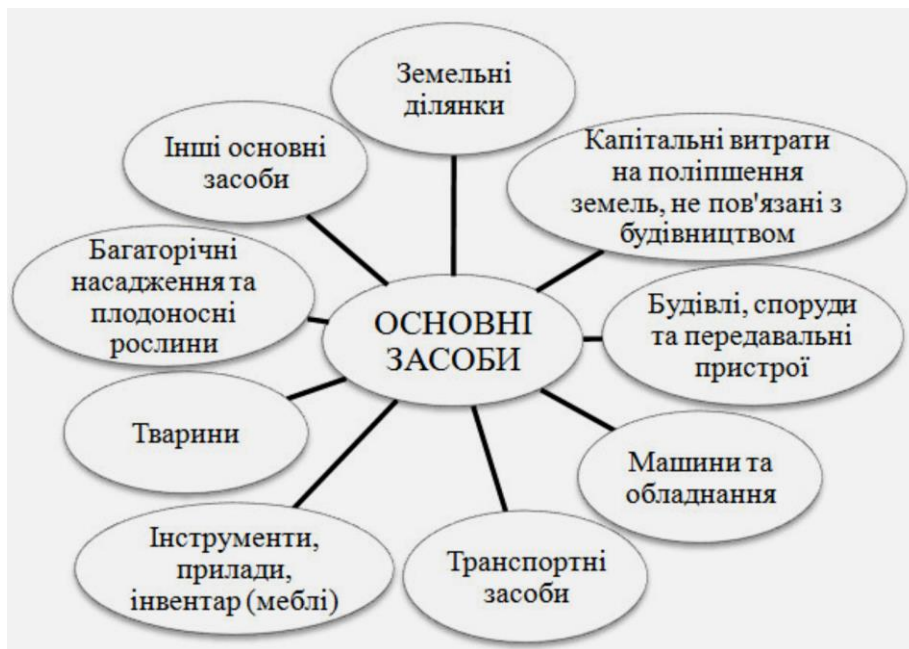 Земельні
ділянки
Капітальні витрати
на поліпшення
земель, не пов'язані з
будівництвом
Будівлі, споруди
та передавальні
пристрої
Машини та
обладнання
Транспортні
засоби
Інструменти,
прилади,
інвентар (меблі)
Тварини
Багаторічні
насадження та
плодоносні
рослини
Інші основні
засоби
ОСНОВНІ
ЗАСОБИ